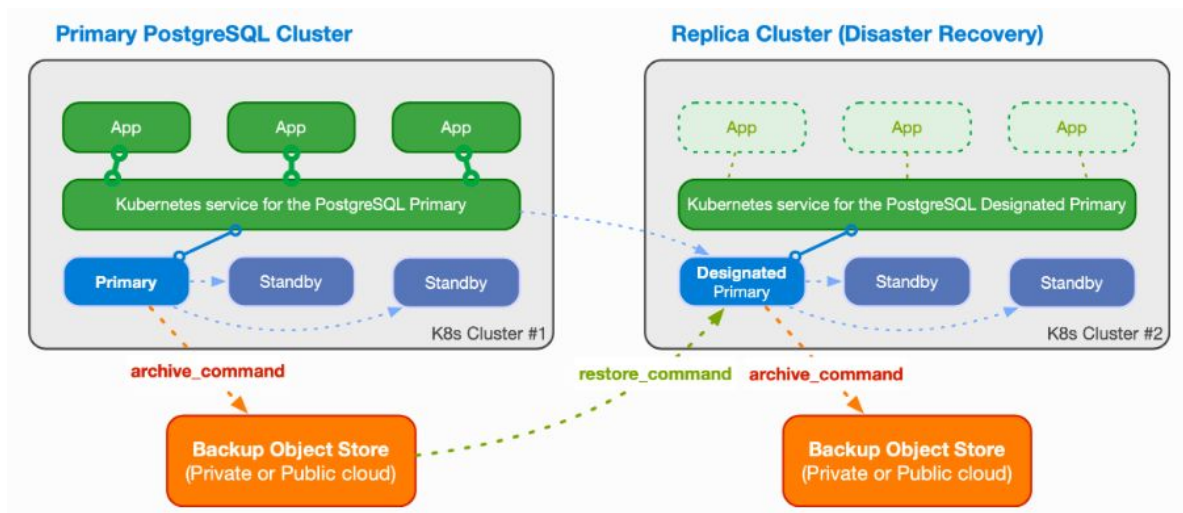 Primary PostgreSQL Cluster
Replica Cluster (Disaster Recovery)
App
App
App
App
App
App
Kubernetes service for the PostgreSQL Primary
Kubernetes service for the PostgreSQL Designated Primary
Primary
Standby
Standby
Designated
Primary
Standby
Standby
K8s Cluster #1
K8s Cluster #2
archive_command
restore_command
archive_command
Backup Object Store
(Private or Public cloud)
Backup Object Store
(Private or Public cloud)